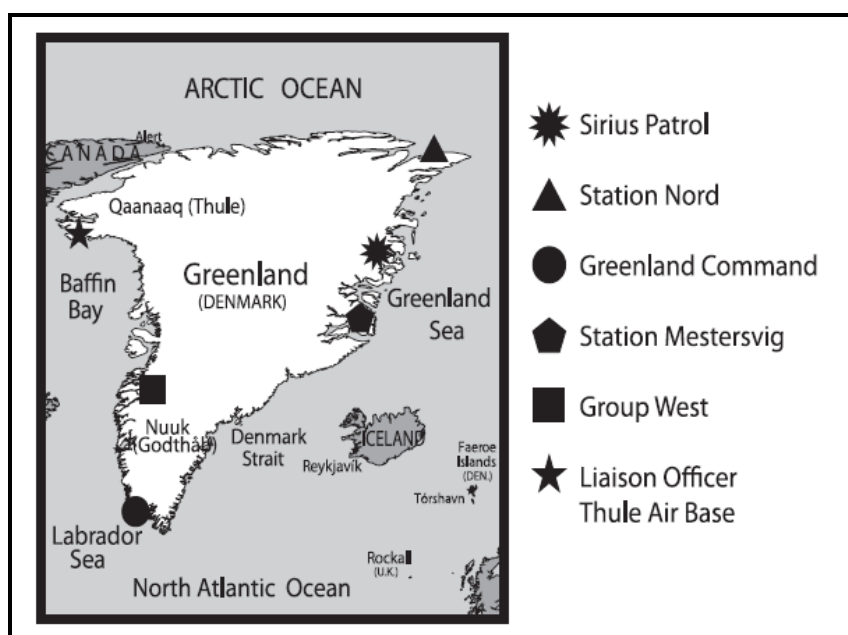 ARCTIC OCEAN
Alert
CANADA
Qaanaaq (Thule)
Baffin
Bay
Greenland
(DENMARK)
Greenland
Sea
Nuuk
(Godthåb)
Denmark
Strait
ICELAND
Reykjavík
Faeroe
Islands
(DEN.)
Tórshavn
Labrador
Sea
Rockal
(U.K.)
North Atlantic Ocean
Sirius Patrol
Station Nord
Greenland Command
Station Mestersvig
Group West
Liaison Officer
Thule Air Base